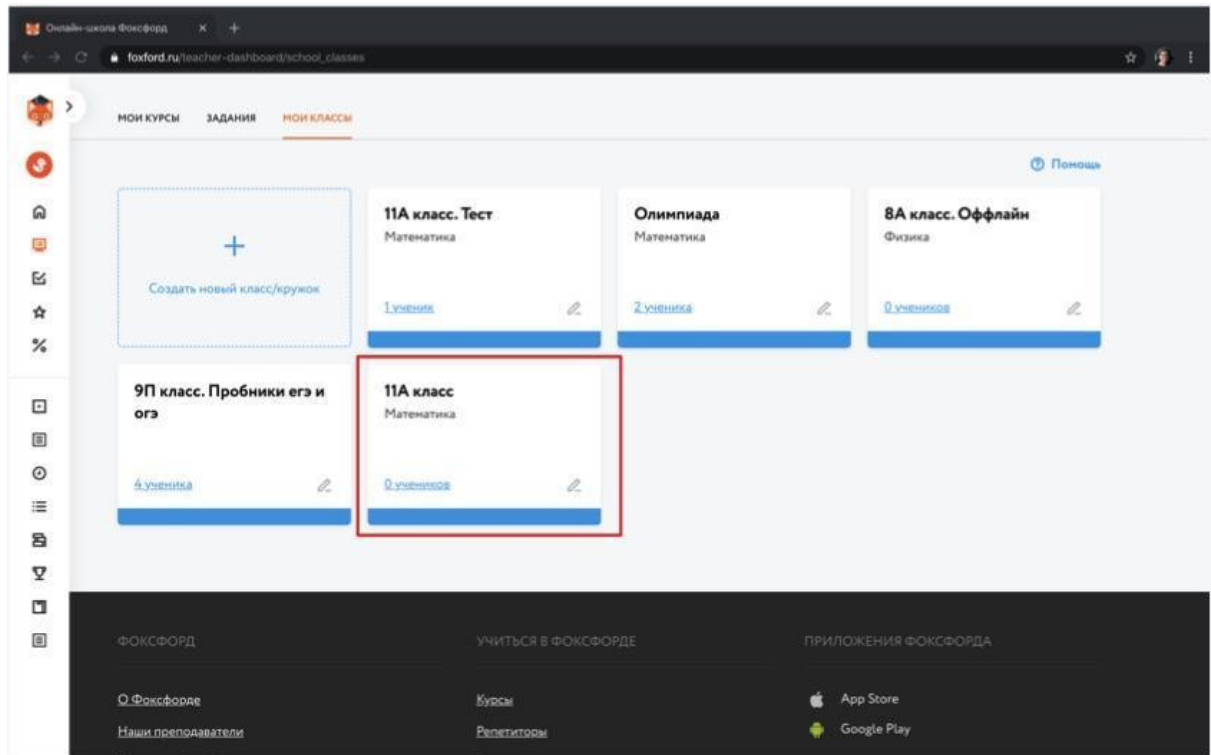 Онлайн-школа Фоксфорд
foxford.ru/teacher-dashboard/school_classes
МОИ КУРСЫ ЗАДАНИЯ МОИ КЛАССЫ
Помощь
Создать новый класс/кружок
11А класс. Тест
Математика
1 ученик
Олимпиада
Математика
2 ученика
8А класс. Оффлайн
Физика
0 учеников
9П класс. Пробники егэ и
огэ
4 ученика
11А класс
Математика
0 учеников
ФОКСФОРД
О Фоксфорде
Наши преподаватели
УЧИТЬСЯ В ФОКСФОРДЕ
Курсы
Репетиторы
ПРИЛОЖЕНИЯ ФОКСФОРДА
App Store
Google Play